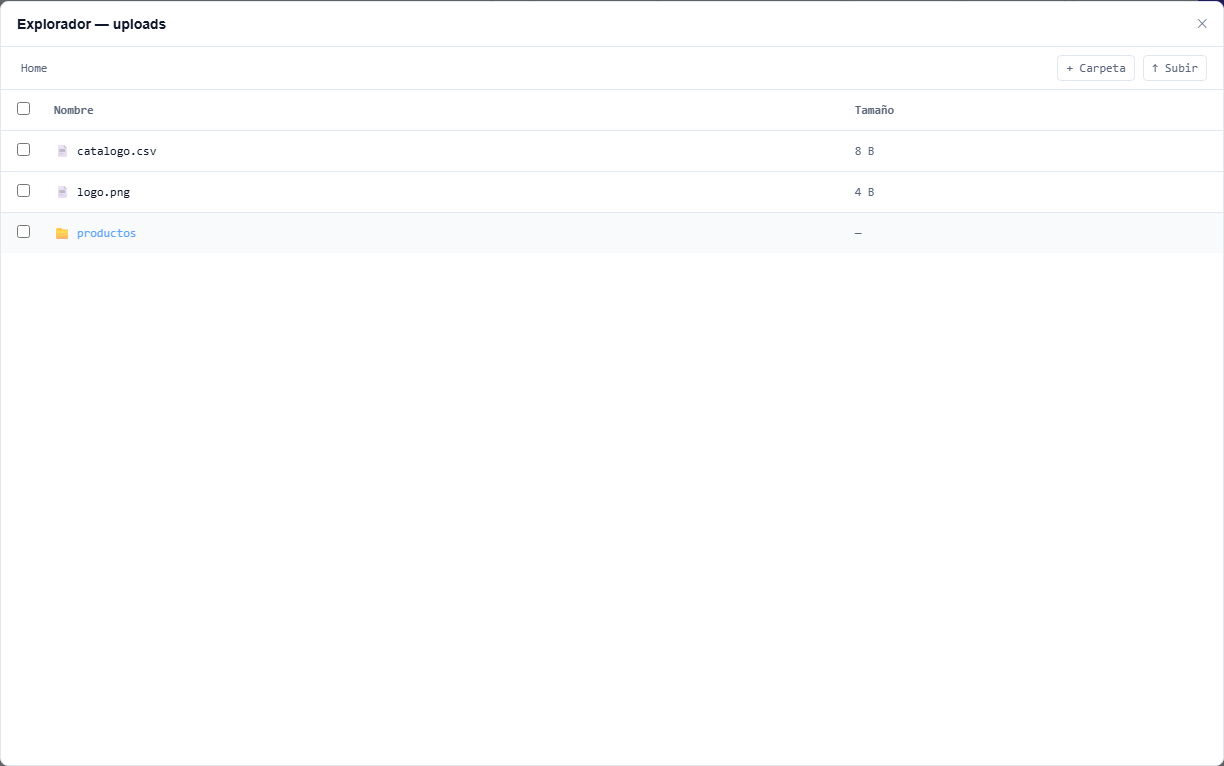 Explorador — uploads
Home
+ Carpeta
↑ Subir
Nombre Tamaño
catalogo.csv 8 B
logo.png 4 B
productos —